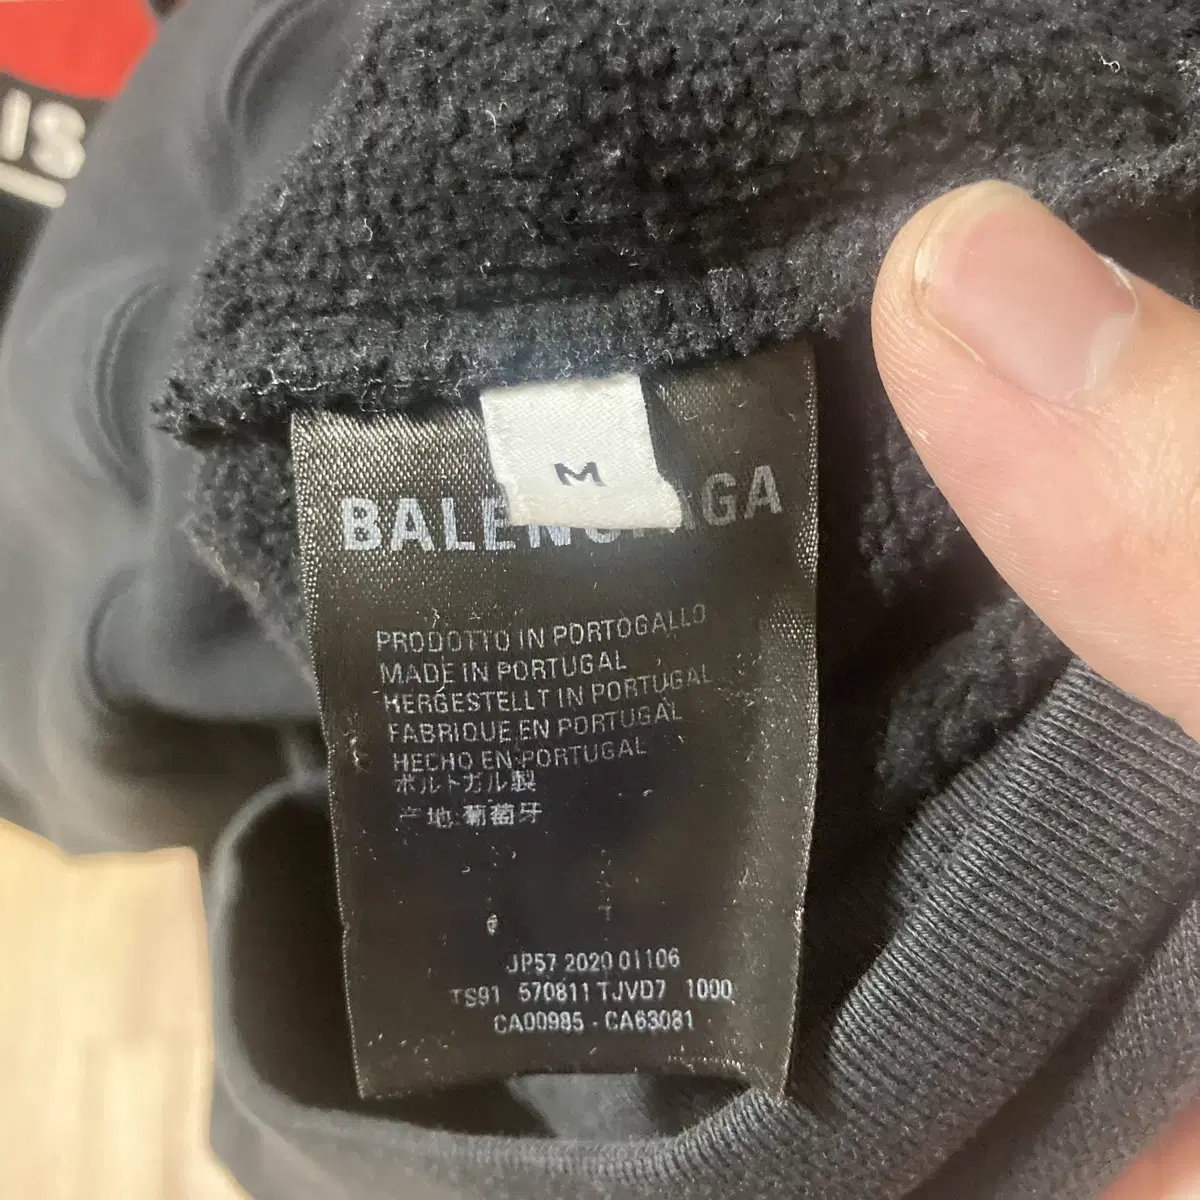 IS
M
BALENCIAGA
PRODOTTO IN PORTOGALLO
MADE IN PORTUGAL
HERGESTELLT IN PORTUGAL
FABRIQUE EN PORTUGAL
HECHO EN PORTUGAL
ポルトガル製
产地:葡萄牙
JP57 2020 01106
TS91 570811 TJVD7 1000
CA00985 - CA63081